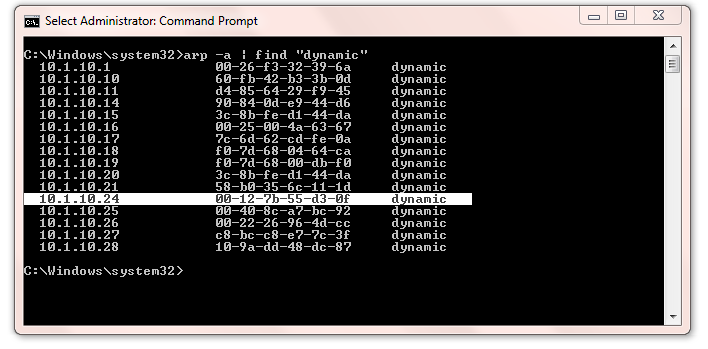 Select Administrator: Command Prompt
C:\Windows\system32>arp -a | find "dynamic"
10.1.10.1 00-26-f3-32-39-6a dynamic
10.1.10.10 60-fb-42-b3-3b-0d dynamic
10.1.10.11 d4-85-64-29-f9-45 dynamic
10.1.10.14 90-84-0d-e9-44-d6 dynamic
10.1.10.15 3c-8b-fe-d1-44-da dynamic
10.1.10.16 00-25-00-4a-63-67 dynamic
10.1.10.17 7c-6d-62-cd-fe-0a dynamic
10.1.10.18 f0-7d-68-04-64-ca dynamic
10.1.10.19 f0-7d-68-00-db-f0 dynamic
10.1.10.20 3c-8b-fe-d1-44-da dynamic
10.1.10.21 58-b0-35-6c-11-1d dynamic
10.1.10.24 00-12-7b-55-d3-0f dynamic
10.1.10.25 00-40-8c-a7-bc-92 dynamic
10.1.10.26 00-22-26-96-4d-cc dynamic
10.1.10.27 c8-bc-c8-e7-7c-3f dynamic
10.1.10.28 10-9a-dd-48-dc-87 dynamic
C:\Windows\system32>